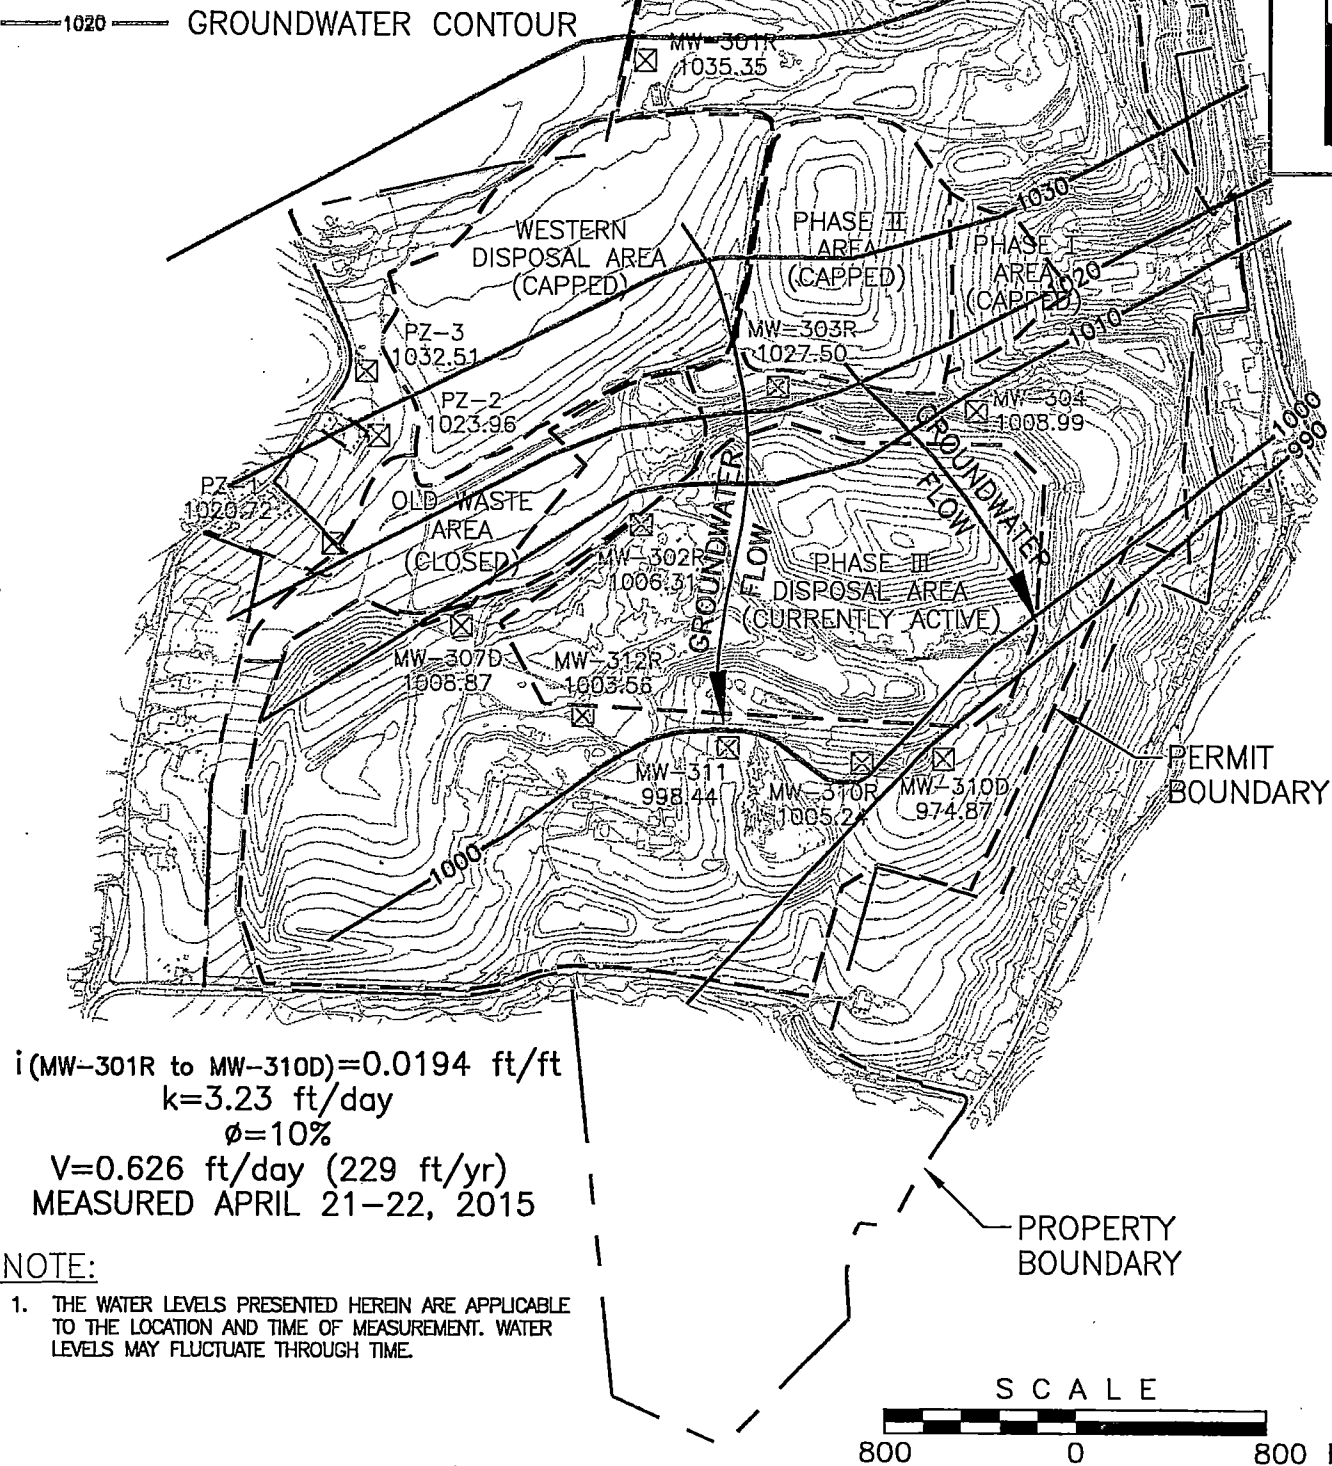 1020 GROUNDWATER CONTOUR
MW-301R
1035.35
1030
WESTERN
DISPOSAL AREA
(CAPPED)
PHASE II
AREA
(CAPPED)
PHASE I
AREA
(CAPPED)
1020
1010
PZ-3
1032.51
MW-303R
1027.50
PZ-2
1023.96
MW-304
1008.99
1000
990
PZ-1
1020.72
OLD WASTE
AREA
(CLOSED)
GROUNDWATER
FLOW
GROUNDWATER
FLOW
MW-302R
1006.31
PHASE III
DISPOSAL AREA
(CURRENTLY ACTIVE)
MW-307D
1008.87
MW-312R
1003.56
MW-311
998.44
MW-310R
1005.24
MW-310D
974.87
PERMIT
BOUNDARY
1000
i(MW-301R to MW-310D)=0.0194 ft/ft
k=3.23 ft/day
ø=10%
V=0.626 ft/day (229 ft/yr)
MEASURED APRIL 21-22, 2015
PROPERTY
BOUNDARY
NOTE:
1. THE WATER LEVELS PRESENTED HEREIN ARE APPLICABLE
TO THE LOCATION AND TIME OF MEASUREMENT. WATER
LEVELS MAY FLUCTUATE THROUGH TIME.
SCALE
800 0 800